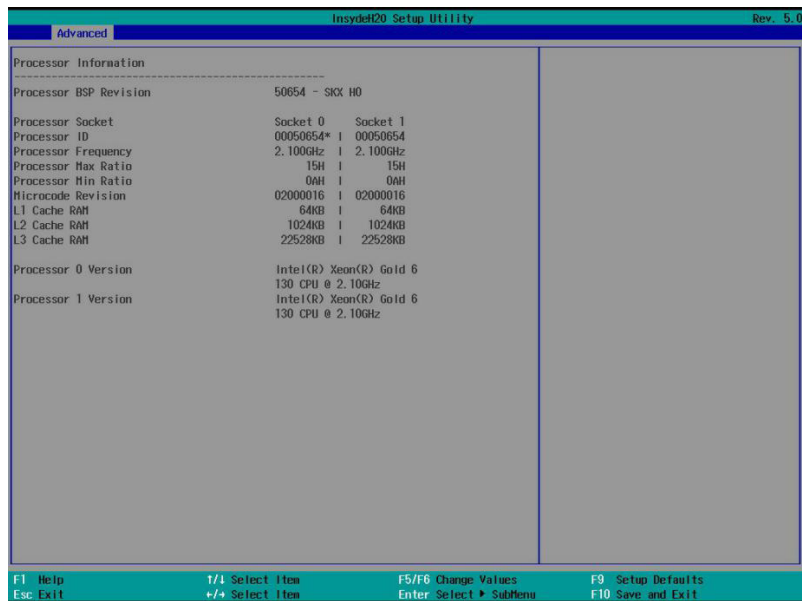 InsydeH20 Setup Utility Rev. 5.0
Advanced
Processor Information
------------------------------------------------------
Processor BSP Revision 50654 - SKX H0
Processor Socket Socket 0 Socket 1
Processor ID 00050654* | 00050654
Processor Frequency 2.100GHz | 2.100GHz
Processor Max Ratio 15H | 15H
Processor Min Ratio 0AH | 0AH
Microcode Revision 02000016 | 02000016
L1 Cache RAM 64KB | 64KB
L2 Cache RAM 1024KB | 1024KB
L3 Cache RAM 22528KB | 22528KB
Processor 0 Version Intel(R) Xeon(R) Gold 6
130 CPU @ 2.10GHz
Processor 1 Version Intel(R) Xeon(R) Gold 6
130 CPU @ 2.10GHz
F1 Help ↑/↓ Select Item F5/F6 Change Values F9 Setup Defaults
Esc Exit ←/→ Select Item Enter Select ▶ SubMenu F10 Save and Exit